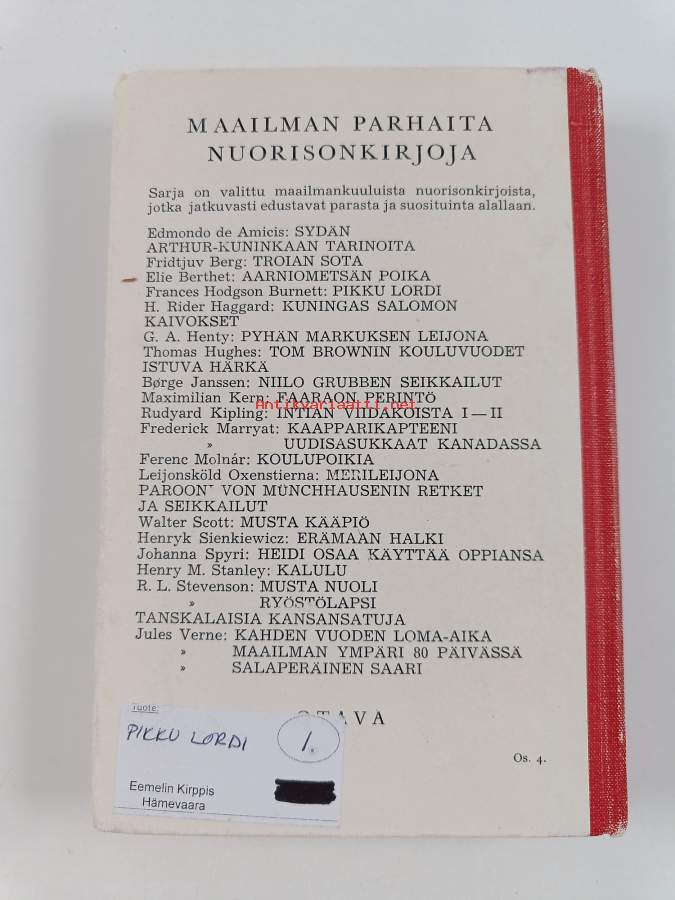 MAAILMAN PARHAITA
NUORISONKIRJOJA
Sarja on valittu maailmankuuluista nuorisonkirjoista,
jotka jatkuvasti edustavat parasta ja suosituinta alallaan.
Edmondo de Amicis: SYDÄN
ARTHUR-KUNINKAAN TARINOITA
Fridtjuv Berg: TROIAN SOTA
Elie Berthet: AARNIOMETSÄN POIKA
Frances Hodgson Burnett: PIKKU LORDI
H. Rider Haggard: KUNINGAS SALOMON
KAIVOKSET
G. A. Henty: PYHÄN MARKUKSEN LEIJONA
Thomas Hughes: TOM BROWNIN KOULUVUODET
ISTUVA HÄRKÄ
Børge Janssen: NIILO GRUBBEN SEIKKAILUT
Maximilian Kern: FAARAON PERINTÖ
Antikvariaatti.net
Rudyard Kipling: INTIAN VIIDAKOISTA I—II
Frederick Marryat: KAAPPARIKAPTEENI
» UUDISASUKKAAT KANADASSA
Ferenc Molnár: KOULUPOIKIA
Leijonsköld Oxenstierna: MERILEIJONA
PAROON VON MÜNCHHAUSENIN RETKET
JA SEIKKAILUT
Walter Scott: MUSTA KÄÄPIÖ
Henryk Sienkiewicz: ERÄMAAN HALKI
Johanna Spyri: HEIDI OSAA KÄYTTÄÄ OPPIANSA
Henry M. Stanley: KALULU
R. L. Stevenson: MUSTA NUOLI
» RYÖSTÖLAPSI
TANSKALAISIA KANSANSATUJA
Jules Verne: KAHDEN VUODEN LOMA-AIKA
» MAAILMAN YMPÄRI 80 PÄIVÄSSÄ
» SALAPERÄINEN SAARI
OTAVA
Os. 4.
Tuote:
PIKKU LORDI 1.
Eemelin Kirppis
Hämevaara